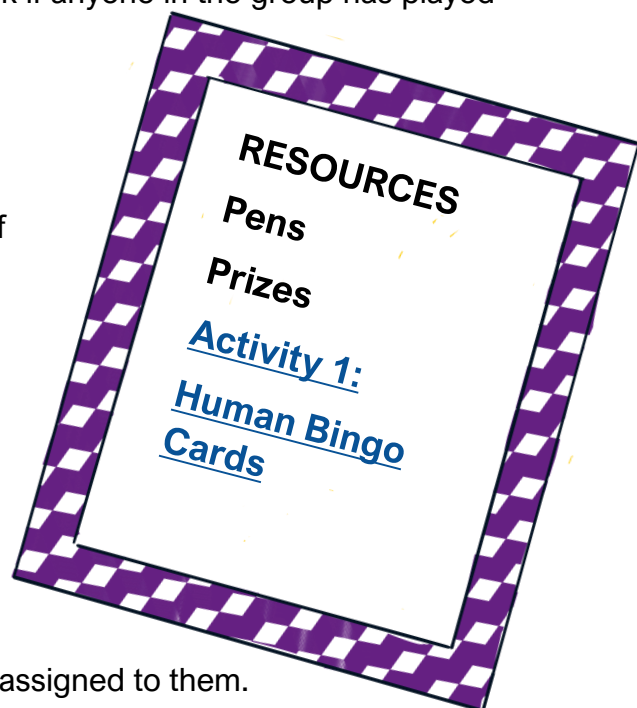 k if anyone in the group has played
RESOURCES
Pens
f
Prizes
Activity 1:
Human Bingo
Cards
assigned to them.